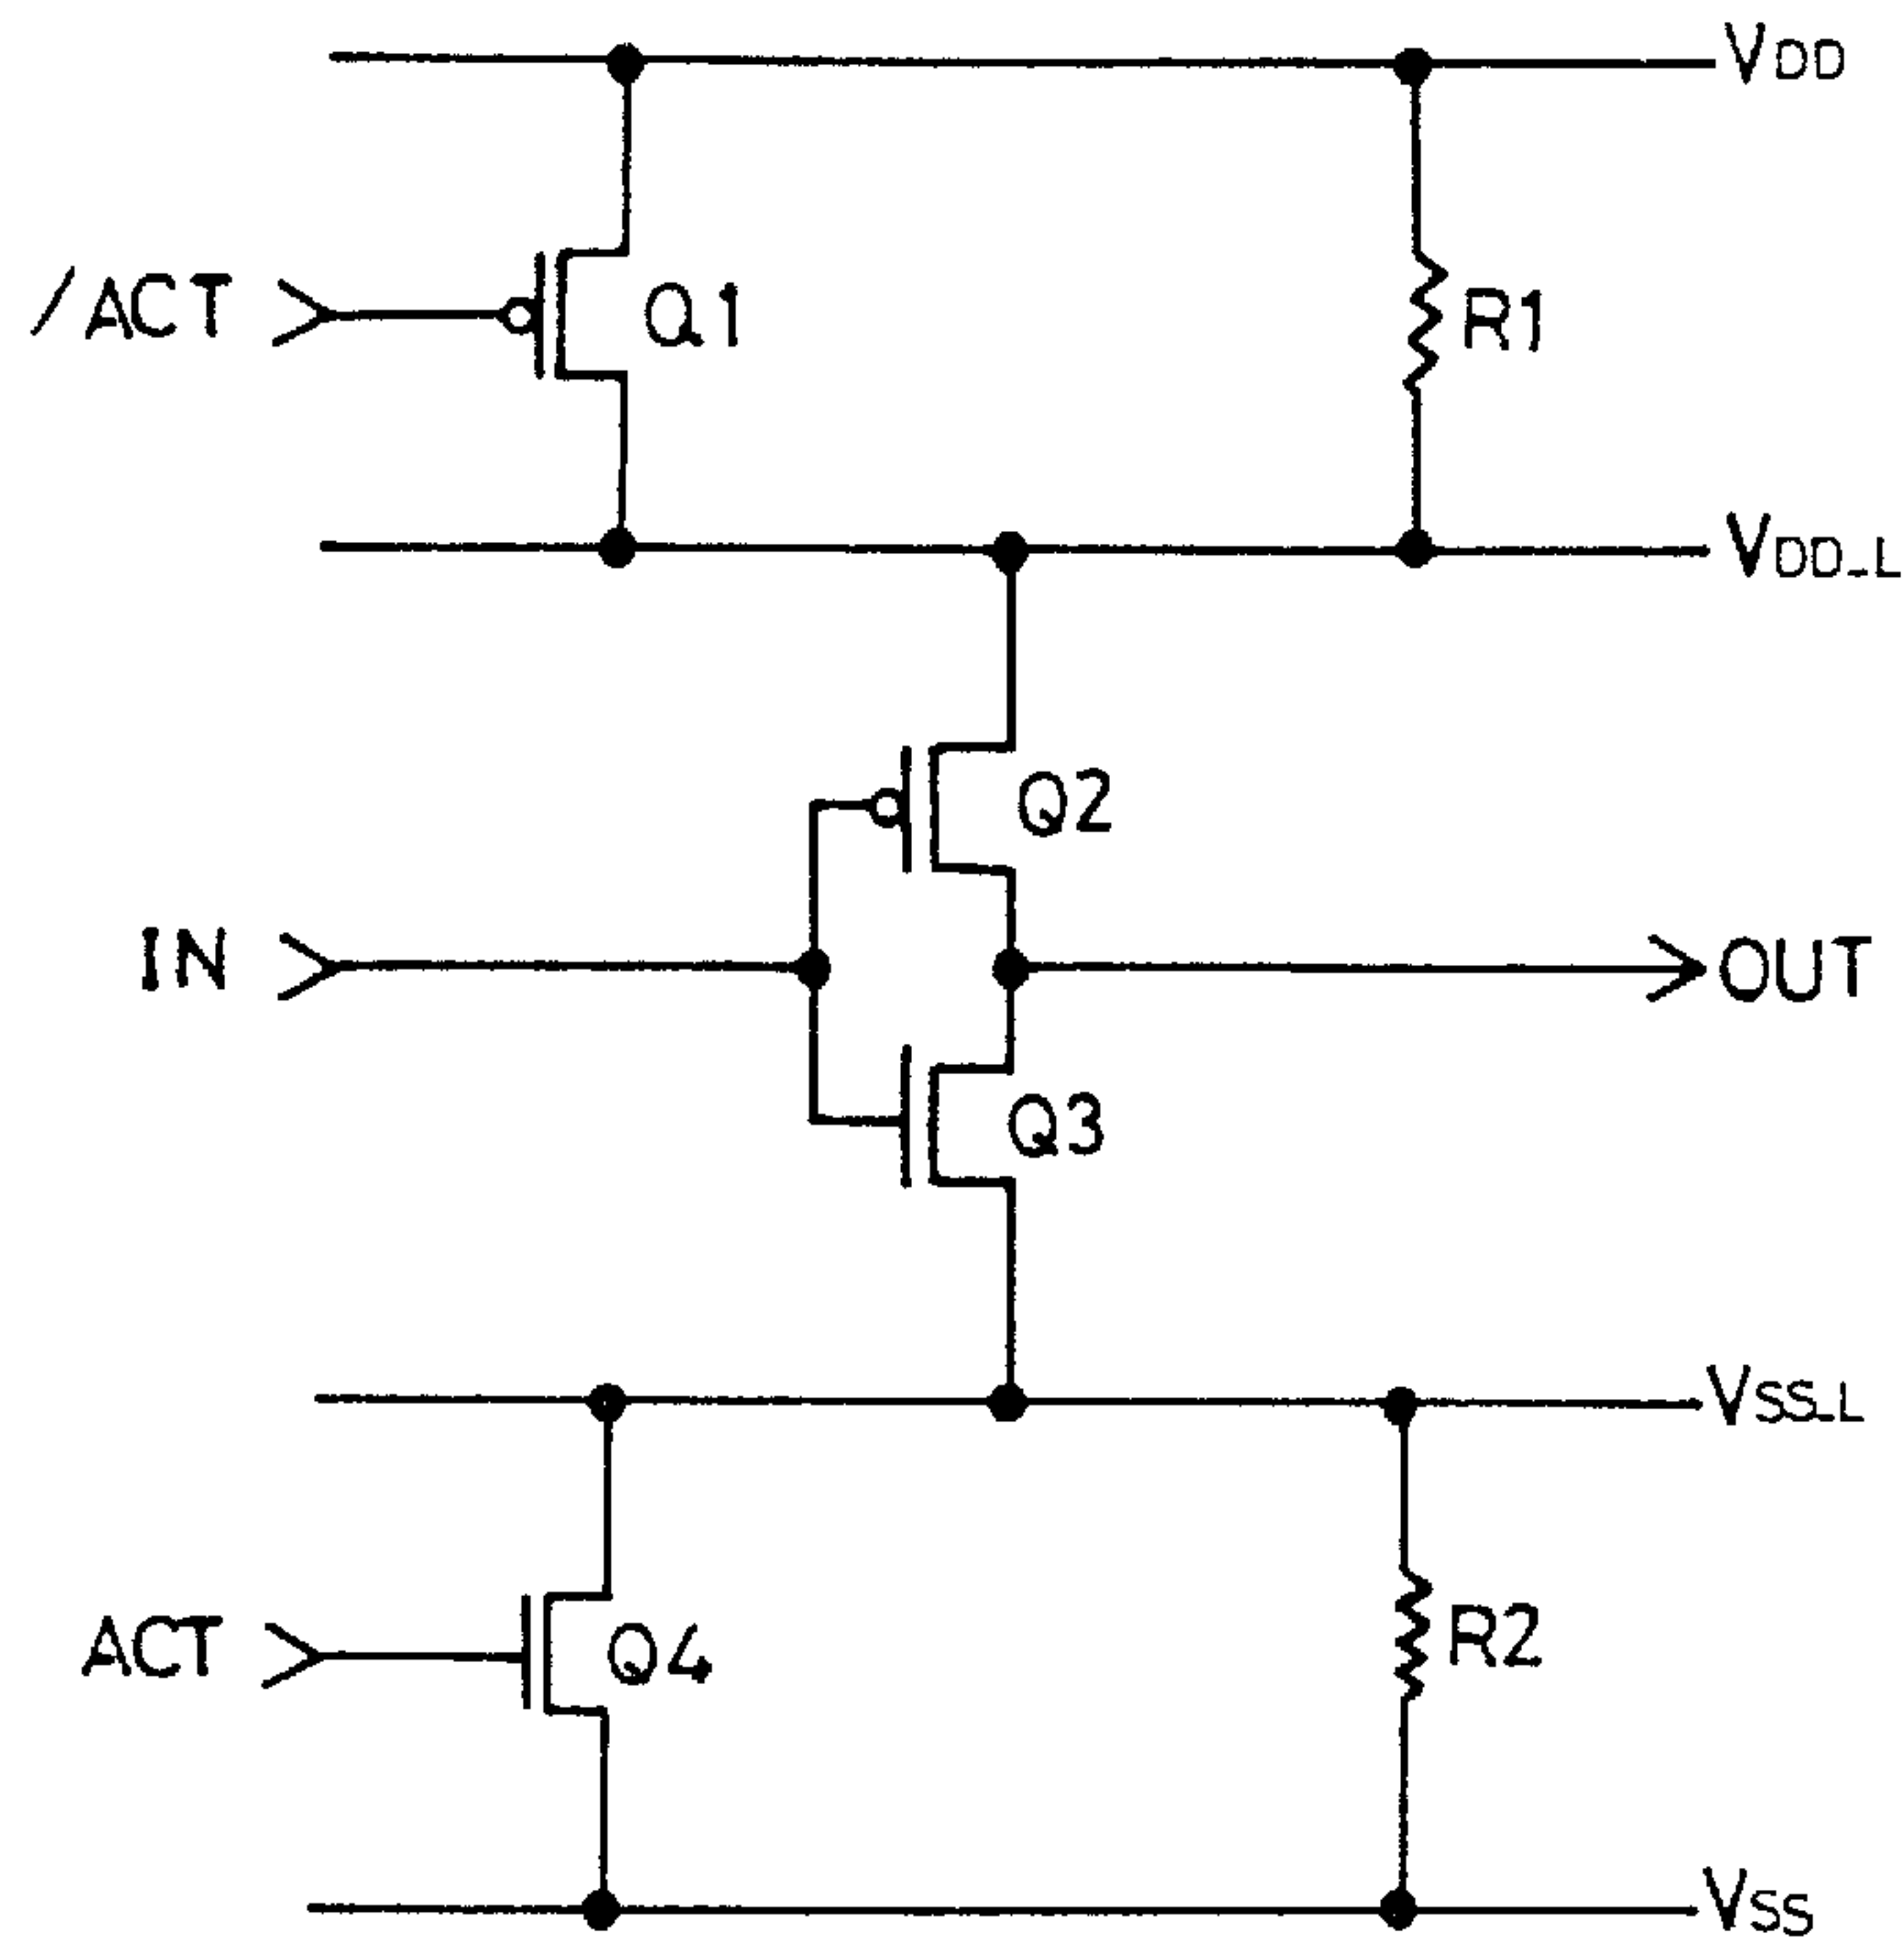 VDD
/ACT
Q1
R1
VDD_L
Q2
IN
OUT
Q3
VSS_L
ACT
Q4
R2
VSS